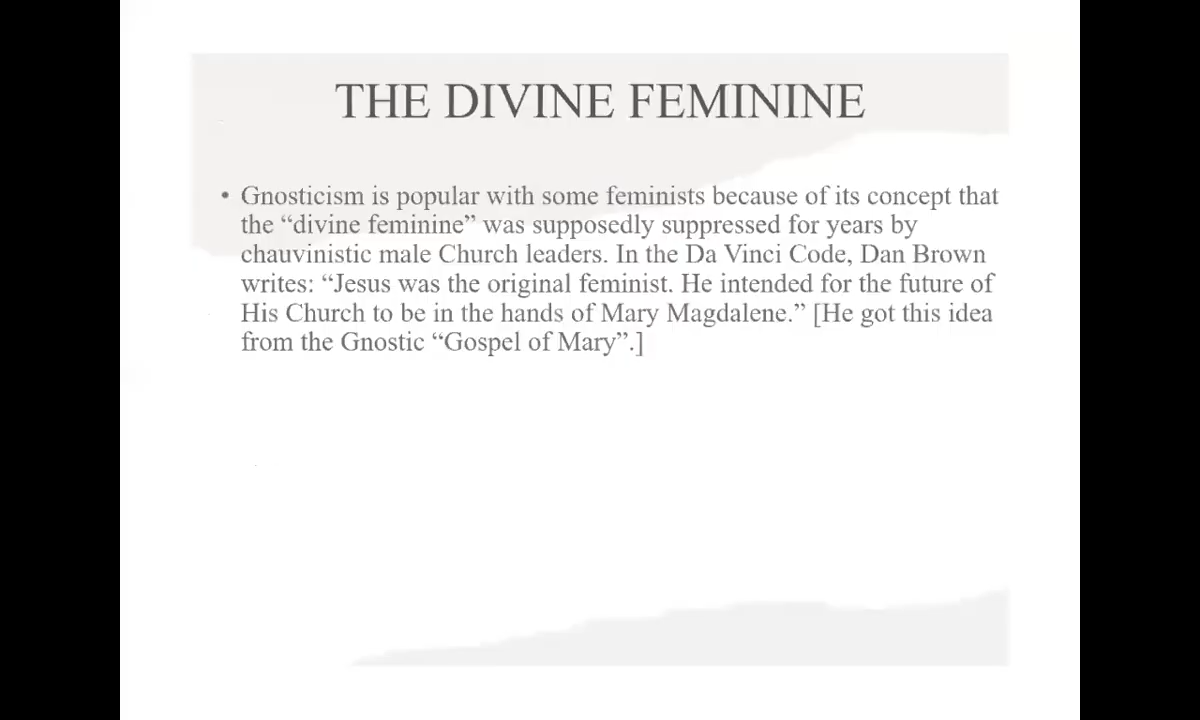 THE DIVINE FEMININE
• Gnosticism is popular with some feminists because of its concept that
the “divine feminine” was supposedly suppressed for years by
chauvinistic male Church leaders. In the Da Vinci Code, Dan Brown
writes: “Jesus was the original feminist. He intended for the future of
His Church to be in the hands of Mary Magdalene.” [He got this idea
from the Gnostic “Gospel of Mary”.]